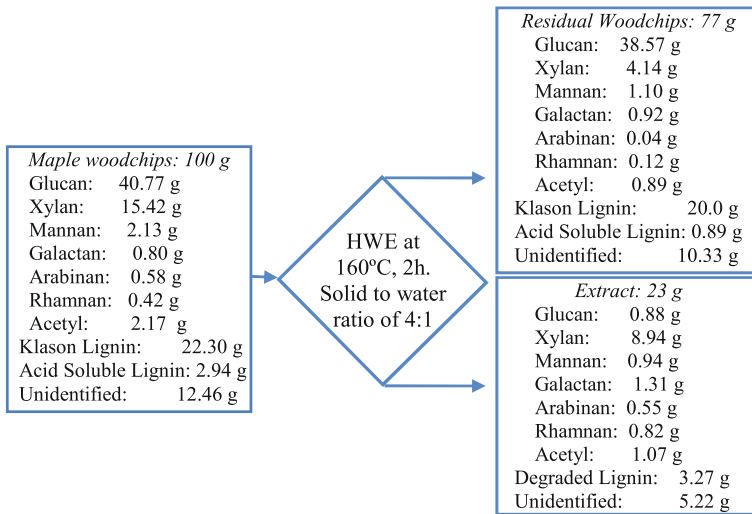 Maple woodchips: 100 g
Glucan: 40.77 g
Xylan: 15.42 g
Mannan: 2.13 g
Galactan: 0.80 g
Arabinan: 0.58 g
Rhamnan: 0.42 g
Acetyl: 2.17 g
Klason Lignin: 22.30 g
Acid Soluble Lignin: 2.94 g
Unidentified: 12.46 g
HWE at
160ºC, 2h.
Solid to water
ratio of 4:1
Residual Woodchips: 77 g
Glucan: 38.57 g
Xylan: 4.14 g
Mannan: 1.10 g
Galactan: 0.92 g
Arabinan: 0.04 g
Rhamnan: 0.12 g
Acetyl: 0.89 g
Klason Lignin: 20.0 g
Acid Soluble Lignin: 0.89 g
Unidentified: 10.33 g
Extract: 23 g
Glucan: 0.88 g
Xylan: 8.94 g
Mannan: 0.94 g
Galactan: 1.31 g
Arabinan: 0.55 g
Rhamnan: 0.82 g
Acetyl: 1.07 g
Degraded Lignin: 3.27 g
Unidentified: 5.22 g